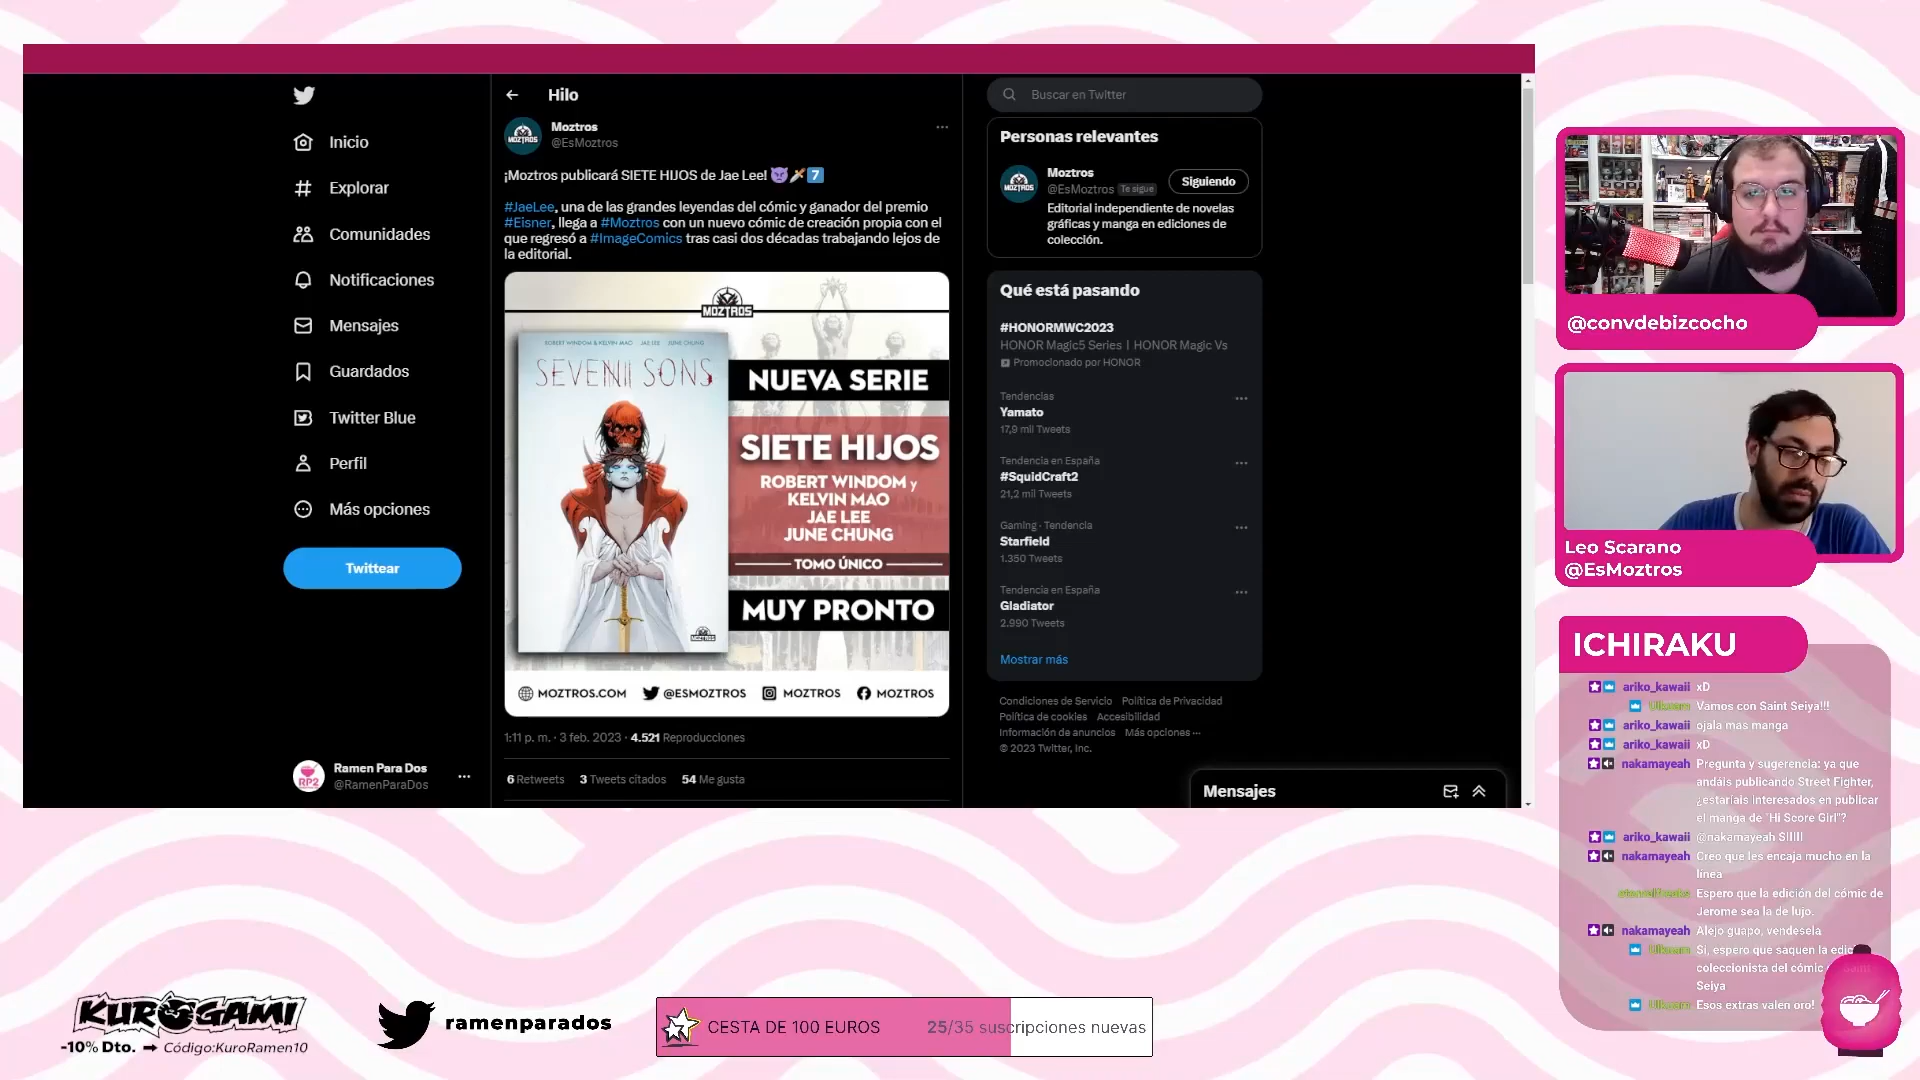 Inicio
Explorar
Comunidades
Notificaciones
Mensajes
Guardados
Twitter Blue
Perfil
Más opciones
Twittear
Ramen Para Dos
@RamenParaDos
RP2
Hilo
MOZTROS
Moztros
@EsMoztros
¡Moztros publicará SIETE HIJOS de Jae Lee! 😈🗡️7️⃣
#JaeLee, una de las grandes leyendas del cómic y ganador del premio
#Eisner, llega a #Moztros con un nuevo cómic de creación propia con el
que regresó a #ImageComics tras casi dos décadas trabajando lejos de
la editorial.
MOZTROS
ROBERT WINDOM & KELVIN MAO JAE LEE JUNE CHUNG
SEVEN SONS
MOZTROS
NUEVA SERIE
SIETE HIJOS
ROBERT WINDOM y
KELVIN MAO
JAE LEE
JUNE CHUNG
TOMO ÚNICO
MUY PRONTO
MOZTROS.COM @ESMOZTROS MOZTROS MOZTROS
1:11 p. m. · 3 feb. 2023 · 4.521 Reproducciones
6 Retweets 3 Tweets citados 54 Me gusta
Buscar en Twitter
Personas relevantes
MOZTROS
Moztros
@EsMoztros Te sigue
Siguiendo
Editorial independiente de novelas
gráficas y manga en ediciones de
colección.
Qué está pasando
#HONORMWC2023
HONOR Magic5 Series | HONOR Magic Vs
Promocionado por HONOR
Tendencias
Yamato
17,9 mil Tweets
Tendencia en España
#SquidCraft2
21,2 mil Tweets
Gaming · Tendencia
Starfield
1.350 Tweets
Tendencia en España
Gladiator
2.990 Tweets
Mostrar más
Condiciones de Servicio Política de Privacidad
Política de cookies Accesibilidad
Información de anuncios Más opciones ···
© 2023 Twitter, Inc.
Mensajes
@convdebizcocho
Leo Scarano
@EsMoztros
ICHIRAKU
ariko_kawaii xD
Vamos con Saint Seiya!!!
ariko_kawaii ojala mas manga
ariko_kawaii xD
nakamayeah Pregunta y sugerencia: ya que
andáis publicando Street Fighter,
¿estaríais interesados en publicar
el manga de "Hi Score Girl"?
ariko_kawaii @nakamayeah SIIIII
nakamayeah Creo que les encaja mucho en la
línea
Espero que la edición del cómic de
Jerome sea la de lujo.
nakamayeah Alejo guapo, vendesela
Si, espero que saquen la
coleccionista del cómic
Seiya
Esos extras valen oro!
KUROGAMI
-10% Dto. ➞ Código:KuroRamen10
ramenparados
CESTA DE 100 EUROS 25/35 suscripciones nuevas